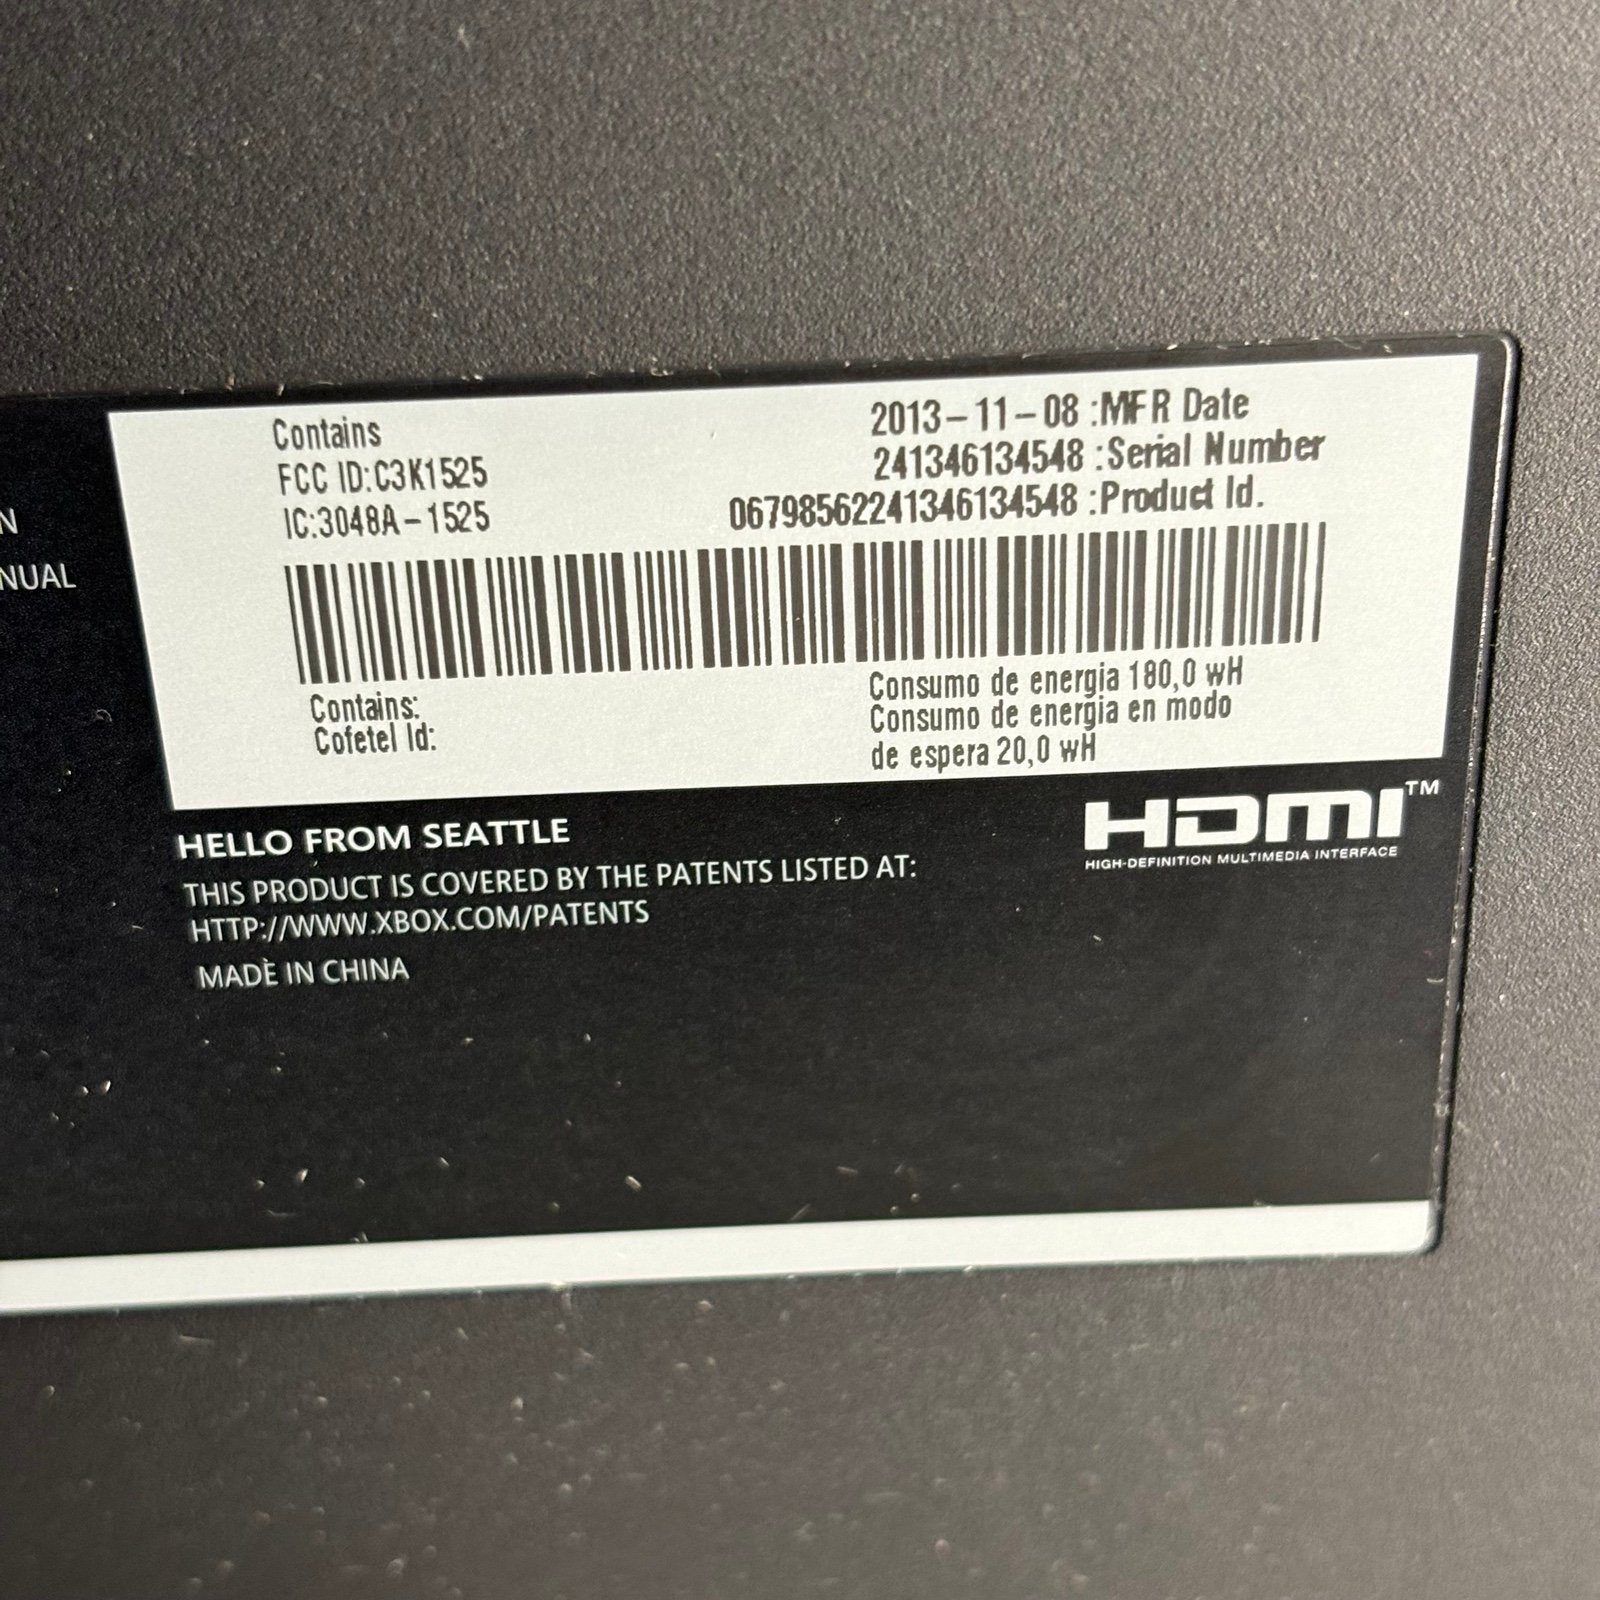 N
NUAL
Contains
FCC ID:C3K1525
IC:3048A-1525
2013-11-08 :MFR Date
241346134548 :Serial Number
06798562241346134548 :Product Id.
Contains:
Cofetel Id:
Consumo de energia 180,0 wH
Consumo de energia en modo
de espera 20,0 wH
HELLO FROM SEATTLE
THIS PRODUCT IS COVERED BY THE PATENTS LISTED AT:
HTTP://WWW.XBOX.COM/PATENTS
MADE IN CHINA
HDMI™
HIGH-DEFINITION MULTIMEDIA INTERFACE